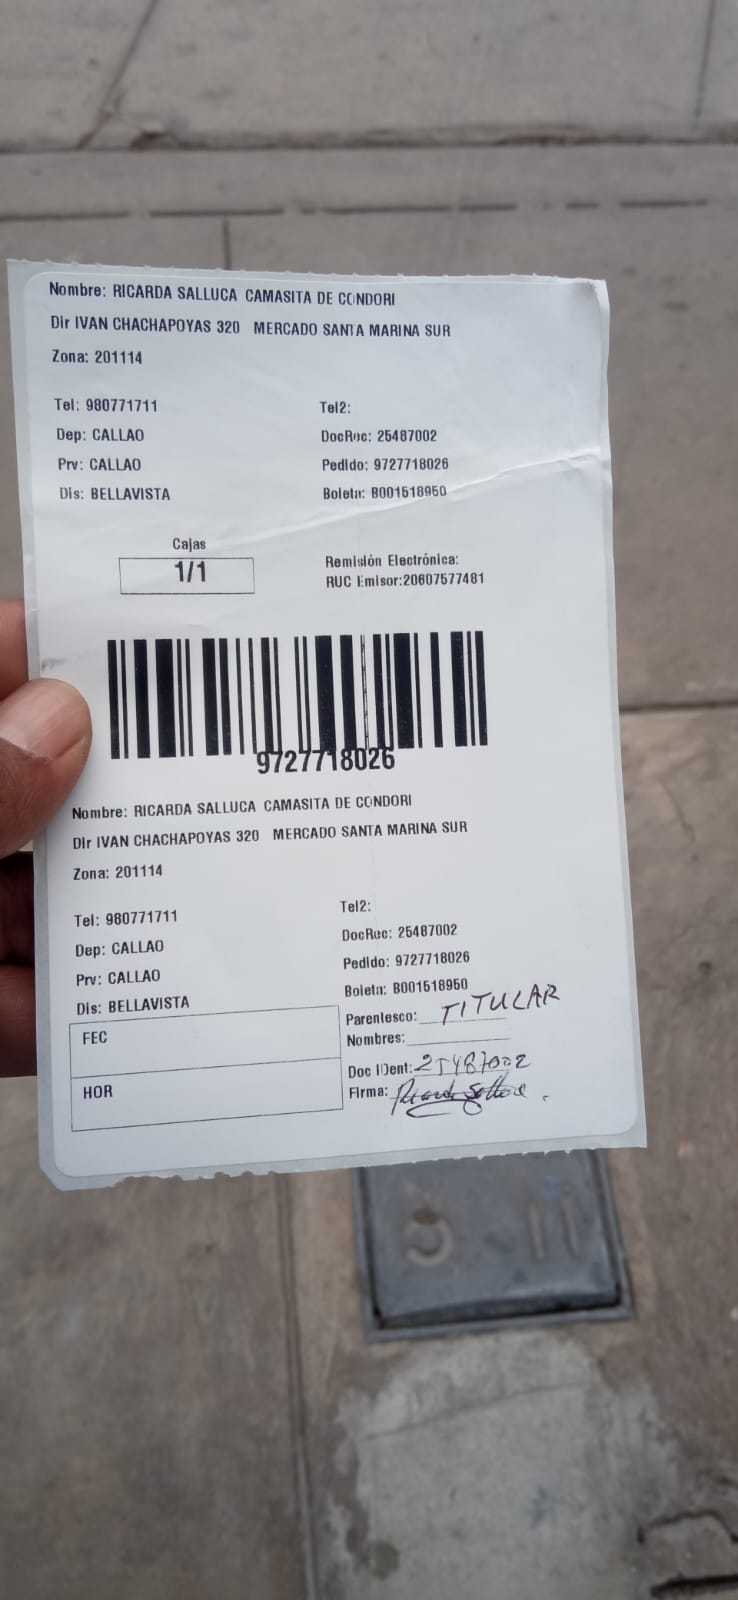 Nombre: RICARDA SALLUCA CAMASITA DE CONDORI
Dir IVAN CHACHAPOYAS 320 MERCADO SANTA MARINA SUR
Zona: 201114
Tel: 980771711 Tel2:
Dep: CALLAO DocRuc: 25487002
Prv: CALLAO Pedido: 9727718026
Dis: BELLAVISTA Boleta: B001518950
Cajas
1/1
Remisión Electrónica:
RUC Emisor:20607577481
9727718026
Nombre: RICARDA SALLUCA CAMASITA DE CONDORI
Dir IVAN CHACHAPOYAS 320 MERCADO SANTA MARINA SUR
Zona: 201114
Tel: 980771711 Tel2:
Dep: CALLAO DocRuc: 25487002
Prv: CALLAO Pedido: 9727718026
Dis: BELLAVISTA Boleta: B001518950
FEC
HOR
Parentesco: TITULAR
Nombres:
Doc IDent: 25487002
Firma: